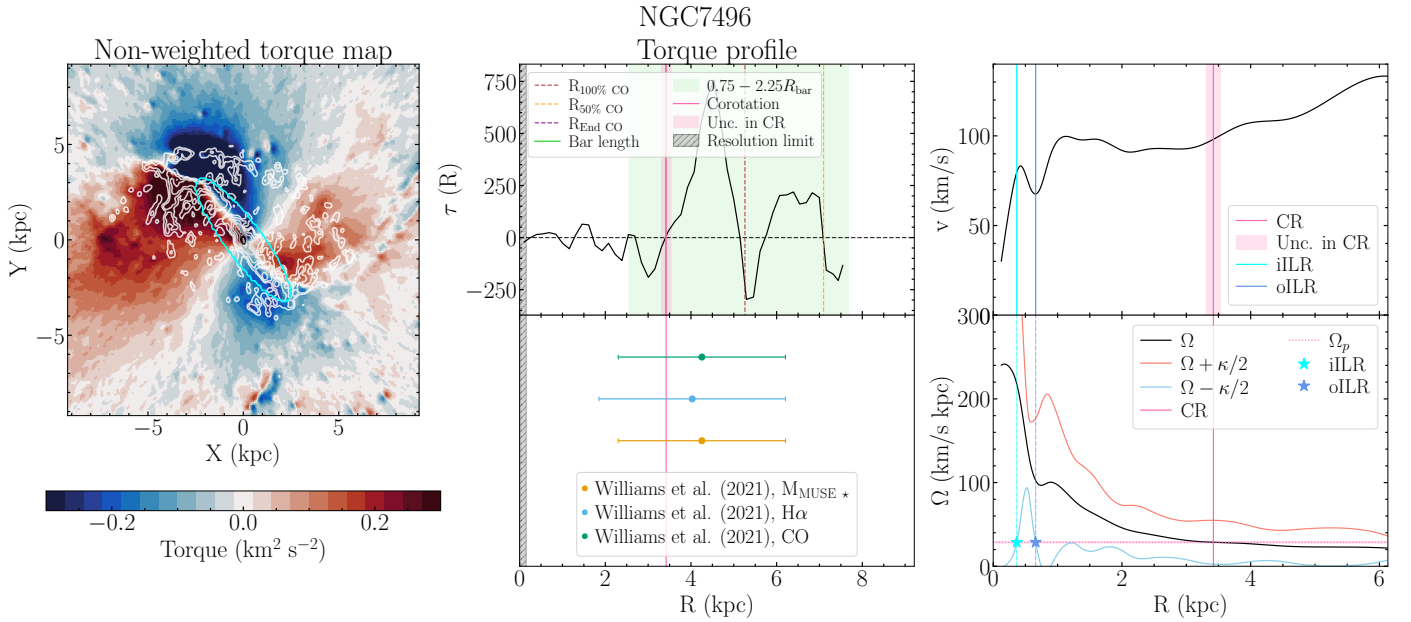 NGC7496
Non-weighted torque map
5
0
−5
Y (kpc)
−5
0
5
X (kpc)
−0.2
0.0
0.2
Torque (km² s⁻²)
Torque profile
750
500
250
0
−250
τ (R)
R100% CO
R50% CO
REnd CO
Bar length
0.75 − 2.25Rbar
Corotation
Unc. in CR
Resolution limit
Williams et al. (2021), MMUSE ⋆
Williams et al. (2021), Hα
Williams et al. (2021), CO
0
2
4
6
8
R (kpc)
100
50
0
v (km/s)
CR
Unc. in CR
iILR
oILR
300
200
100
0
Ω (km/s kpc)
Ω
Ω + κ/2
Ω − κ/2
CR
Ωp
iILR
oILR
0
2
4
6
R (kpc)